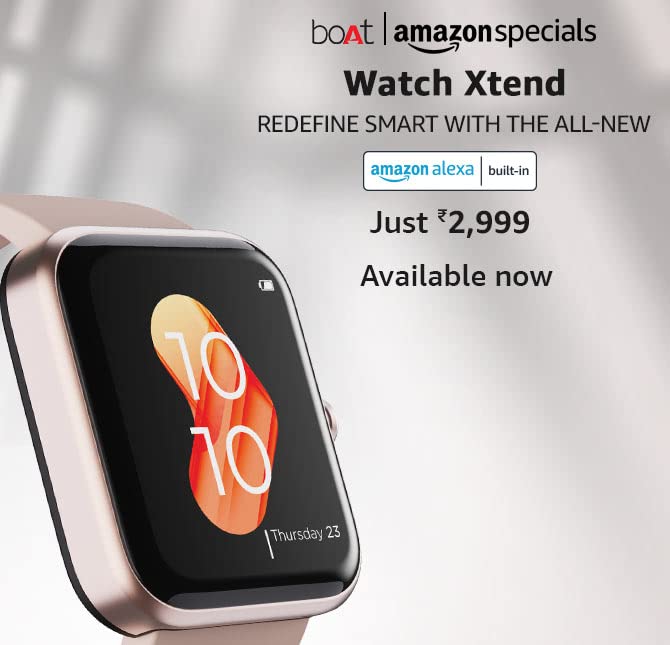 boAt | amazonspecials
Watch Xtend
REDEFINE SMART WITH THE ALL-NEW
amazon alexa | built-in
Just ₹2,999
Available now
10
10
Thursday 23